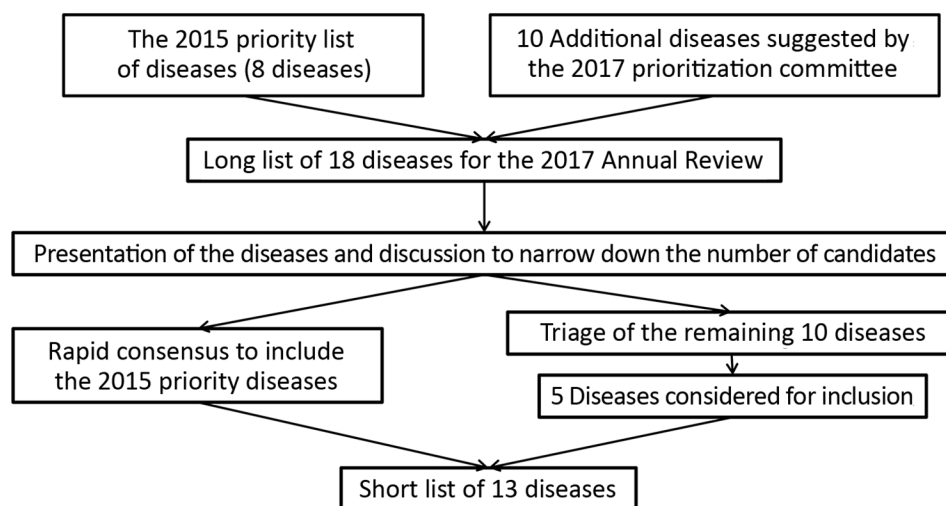 The 2015 priority list
of diseases (8 diseases)
10 Additional diseases suggested by
the 2017 prioritization committee
Long list of 18 diseases for the 2017 Annual Review
Presentation of the diseases and discussion to narrow down the number of candidates
Rapid consensus to include
the 2015 priority diseases
Triage of the remaining 10 diseases
5 Diseases considered for inclusion
Short list of 13 diseases